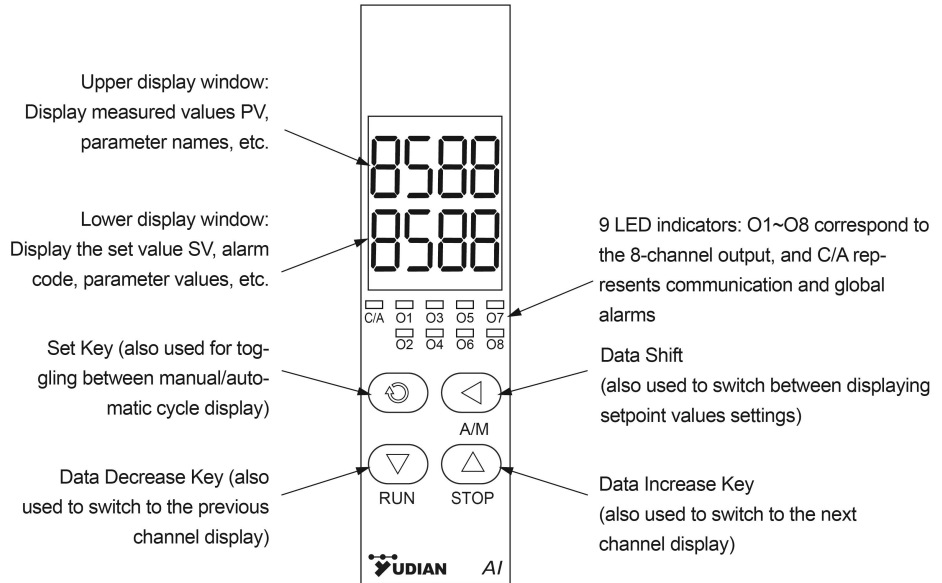 Upper display window:
Display measured values PV,
parameter names, etc.
8588
Lower display window:
Display the set value SV, alarm
code, parameter values, etc.
8588
9 LED indicators: O1~O8 correspond to
the 8-channel output, and C/A rep-
resents communication and global
alarms
C/A O1 O3 O5 O7
O2 O4 O6 O8
Set Key (also used for tog-
gling between manual/auto-
matic cycle display)
Data Shift
(also used to switch between displaying
setpoint values settings)
A/M
Data Decrease Key (also
used to switch to the previous
channel display)
RUN STOP
Data Increase Key
(also used to switch to the next
channel display)
YUDIAN AI